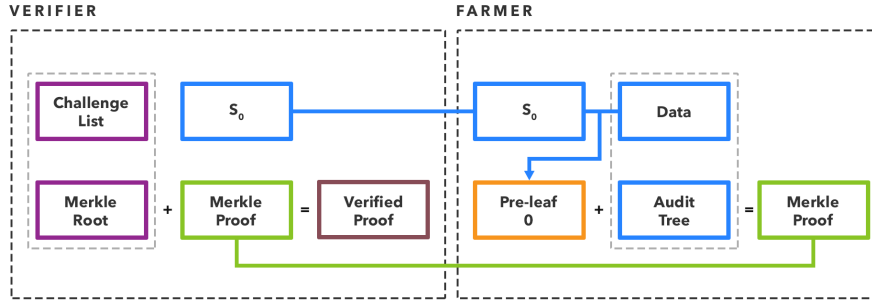 VERIFIER
FARMER
Challenge
List
S0
S0
Data
Merkle
Root
+
Merkle
Proof
=
Verified
Proof
Pre-leaf
0
+
Audit
Tree
=
Merkle
Proof